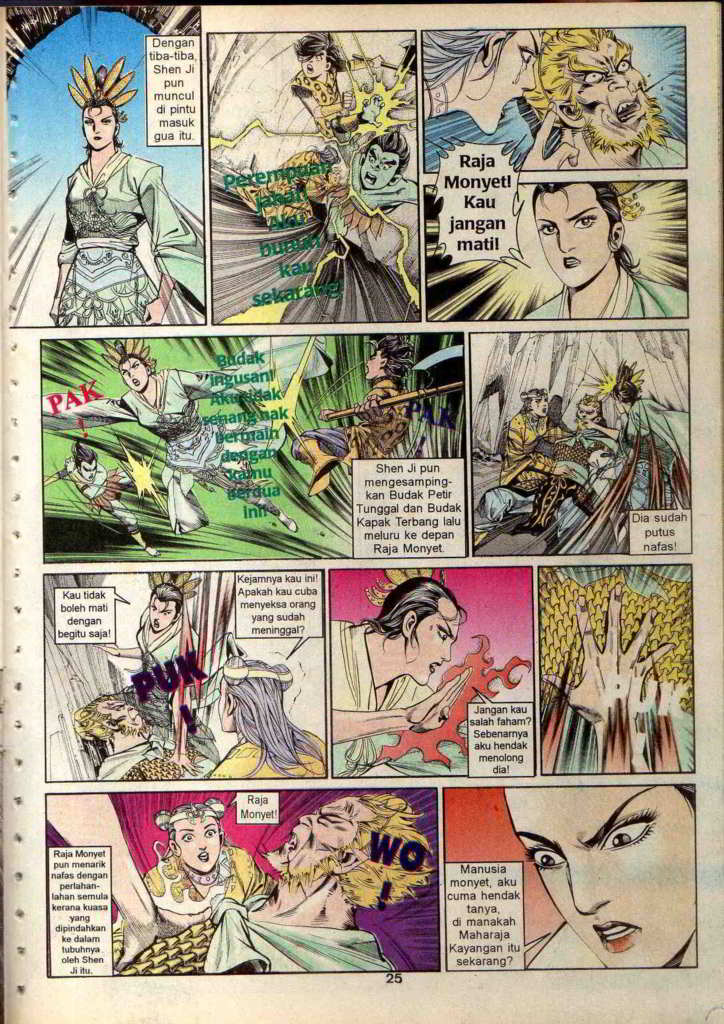 Dengan
tiba-tiba,
Shen Ji
pun
muncul
di pintu
masuk
gua itu.
Perempuan
jahat!
Aku
bunuh
kau
sekarang!
Raja
Monyet!
Kau
jangan
mati!
PAK
!
Budak
ingusan!
Aku tidak
senang nak
bermain
dengan
kamu
berdua
ini!
PAK
!
Shen Ji pun
mengesamping-
kan Budak Petir
Tunggal dan Budak
Kapak Terbang lalu
meluru ke depan
Raja Monyet.
Dia sudah
putus
nafas!
Kau tidak
boleh mati
dengan
begitu saja!
Kejamnya kau ini!
Apakah kau cuba
menyeksa orang
yang sudah
meninggal?
PUK
!
Jangan kau
salah faham?
Sebenarnya
aku hendak
menolong
dia!
Raja Monyet
pun menarik
nafas dengan
perlahan-
lahan semula
kerana kuasa
yang
dipindahkan
ke dalam
tubuhnya
oleh Shen
Ji itu.
Raja
Monyet!
WO
!
Manusia
monyet, aku
cuma hendak
tanya,
di manakah
Maharaja
Kayangan itu
sekarang?
25